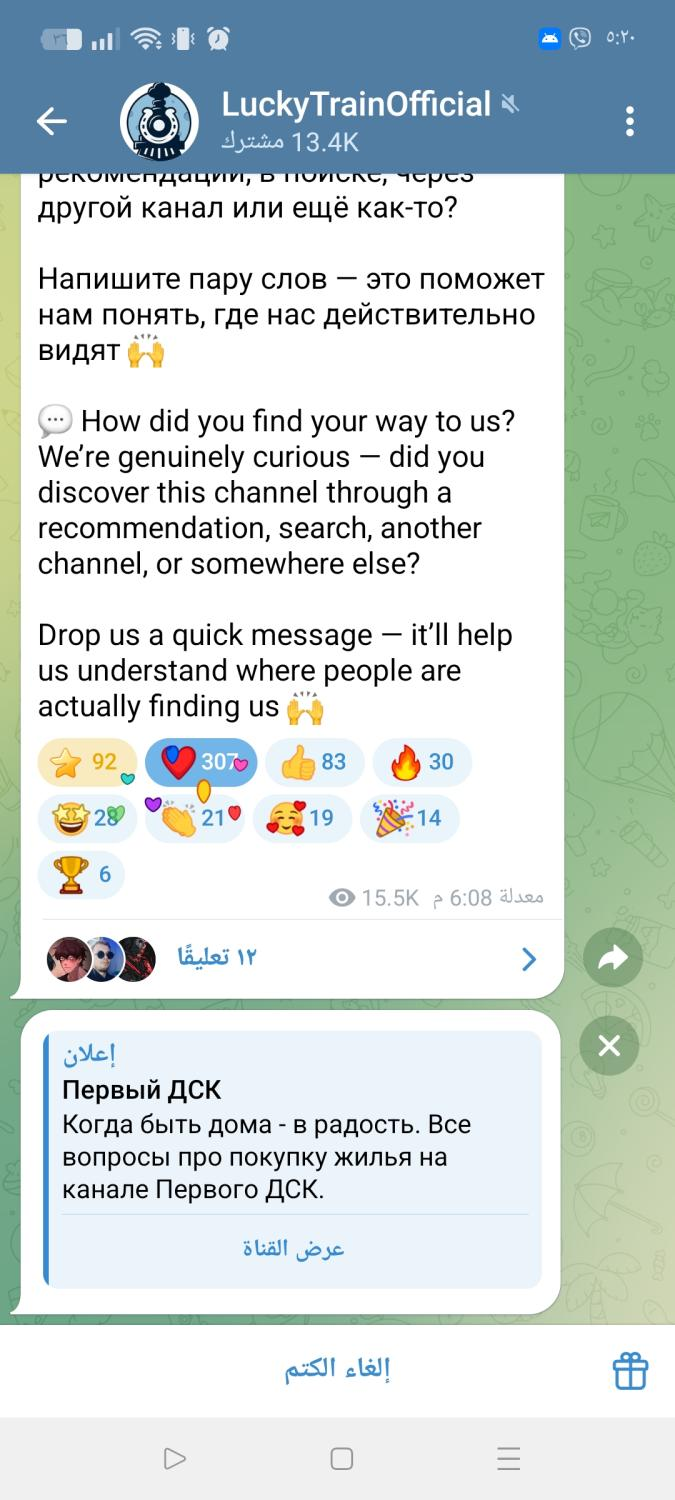 ٥:٢٠
LuckyTrainOfficial
13.4K مشترك
рекомендации, в поиске, через
другой канал или ещё как-то?
Напишите пару слов — это поможет
нам понять, где нас действительно
видят 🙌
💬 How did you find your way to us?
We’re genuinely curious — did you
discover this channel through a
recommendation, search, another
channel, or somewhere else?
Drop us a quick message — it’ll help
us understand where people are
actually finding us 🙌
92 307 83 30
28 21 19 14
6
15.5K معدلة 6:08 م
١٢ تعليقًا
إعلان
Первый ДСК
Когда быть дома - в радость. Все
вопросы про покупку жилья на
канале Первого ДСК.
عرض القناة
إلغاء الكتم